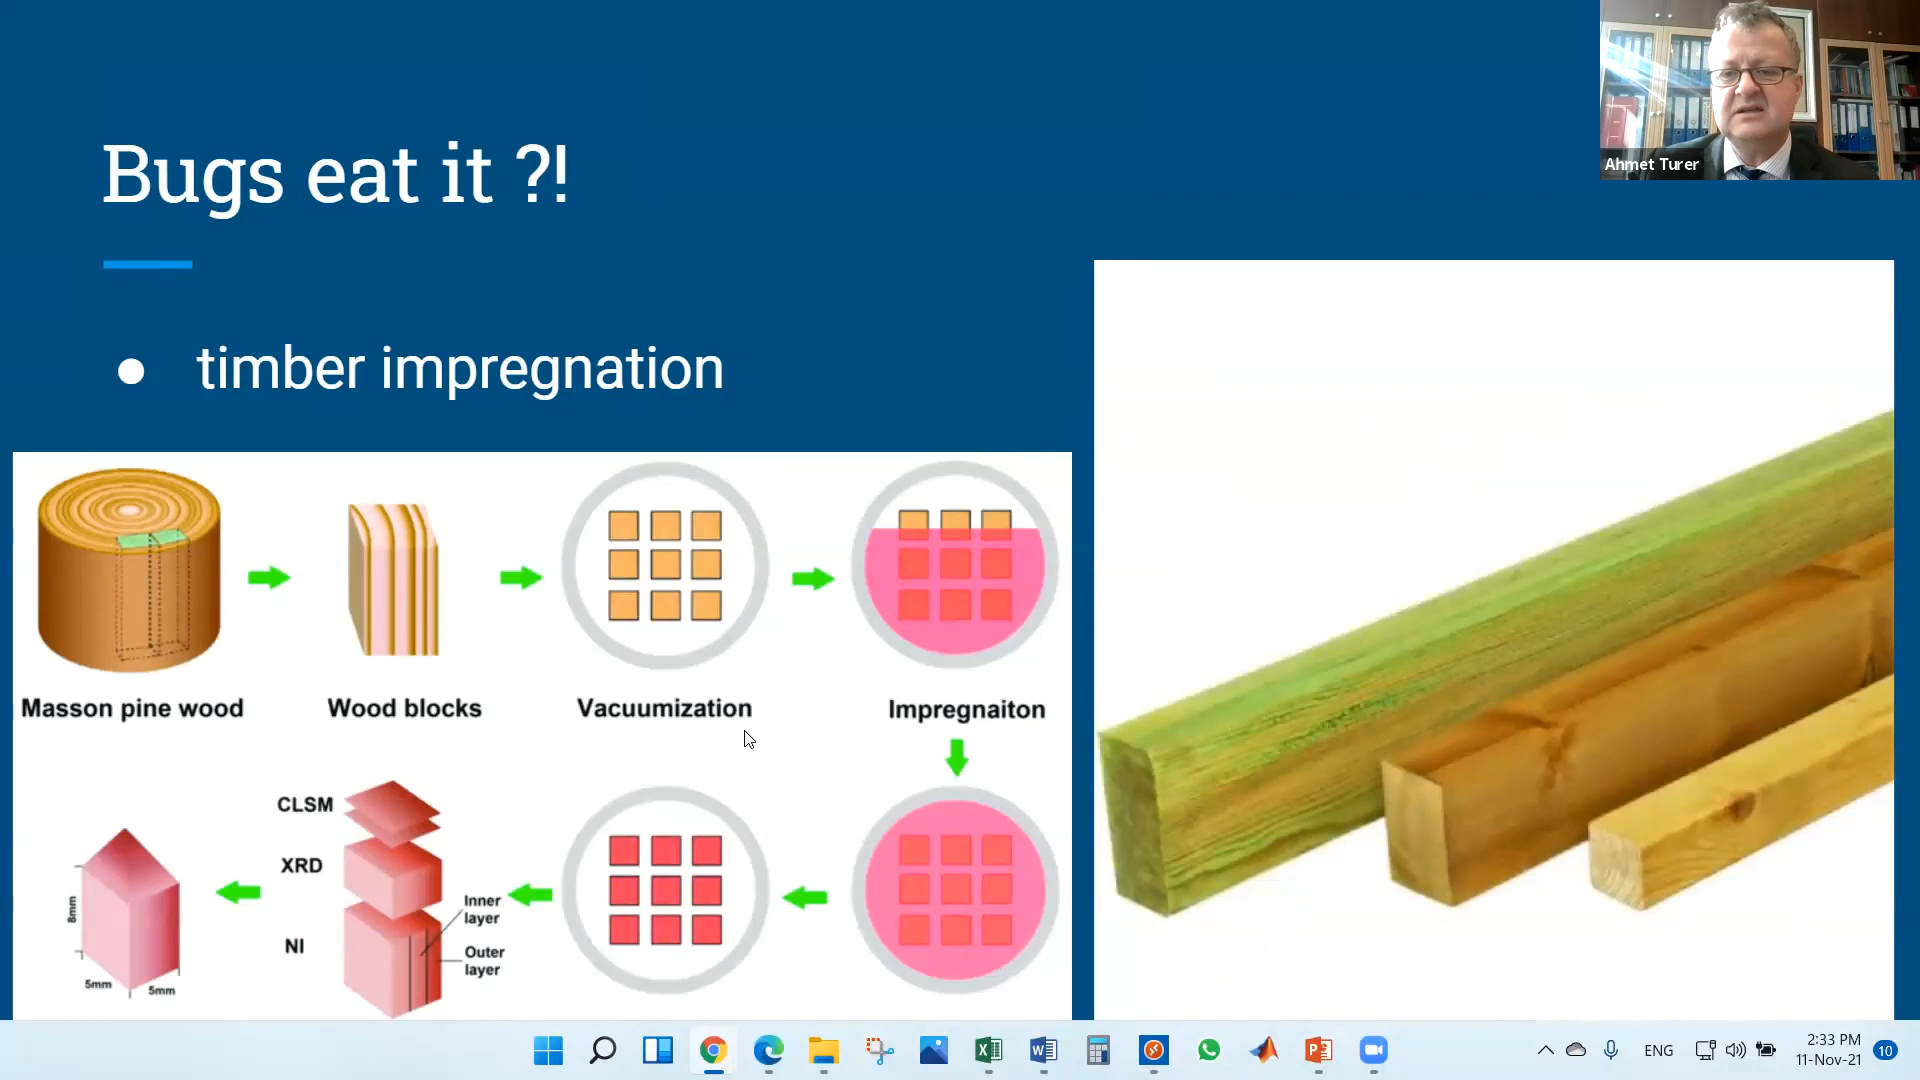 Ahmet Turer
Bugs eat it ?!
● timber impregnation
Masson pine wood
Wood blocks
Vacuumization
Impregnaiton
CLSM
XRD
NI
Inner
layer
Outer
layer
8mm
5mm
5mm
ENG
2:33 PM
11-Nov-21
10